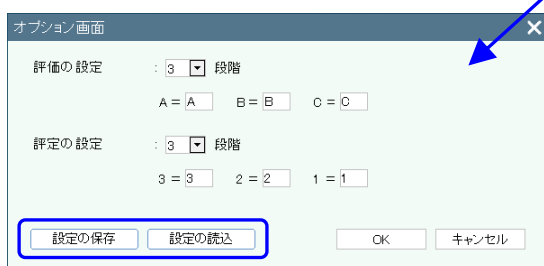 オプション画面
評価の設定 : 3 段階
A = A B = B C = C
評定の設定 : 3 段階
3 = 3 2 = 2 1 = 1
設定の保存 設定の読込 OK キャンセル